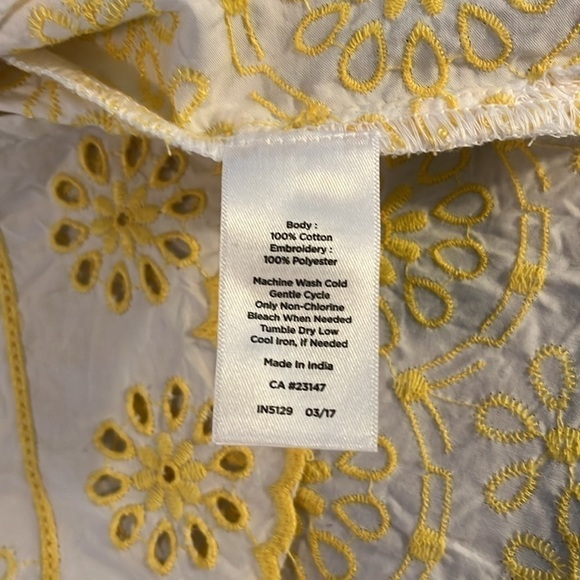 Body :
100% Cotton
Embroidery :
100% Polyester
Machine Wash Cold
Gentle Cycle
Only Non-Chlorine
Bleach When Needed
Tumble Dry Low
Cool Iron, If Needed
Made In India
CA #23147
IN5129 03/17